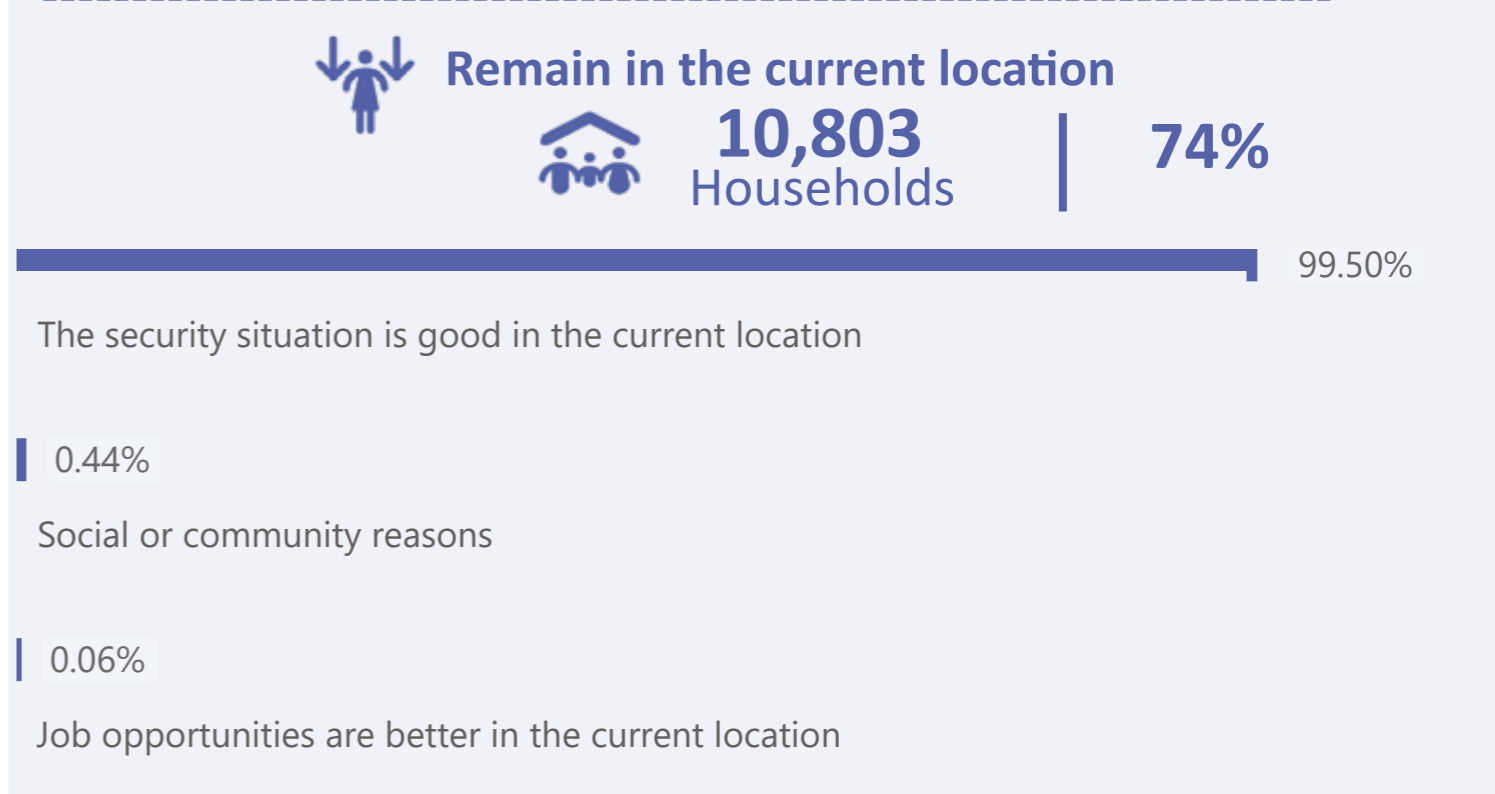 Remain in the current location
10,803
Households
74%
99.50%
The security situation is good in the current location
0.44%
Social or community reasons
0.06%
Job opportunities are better in the current location